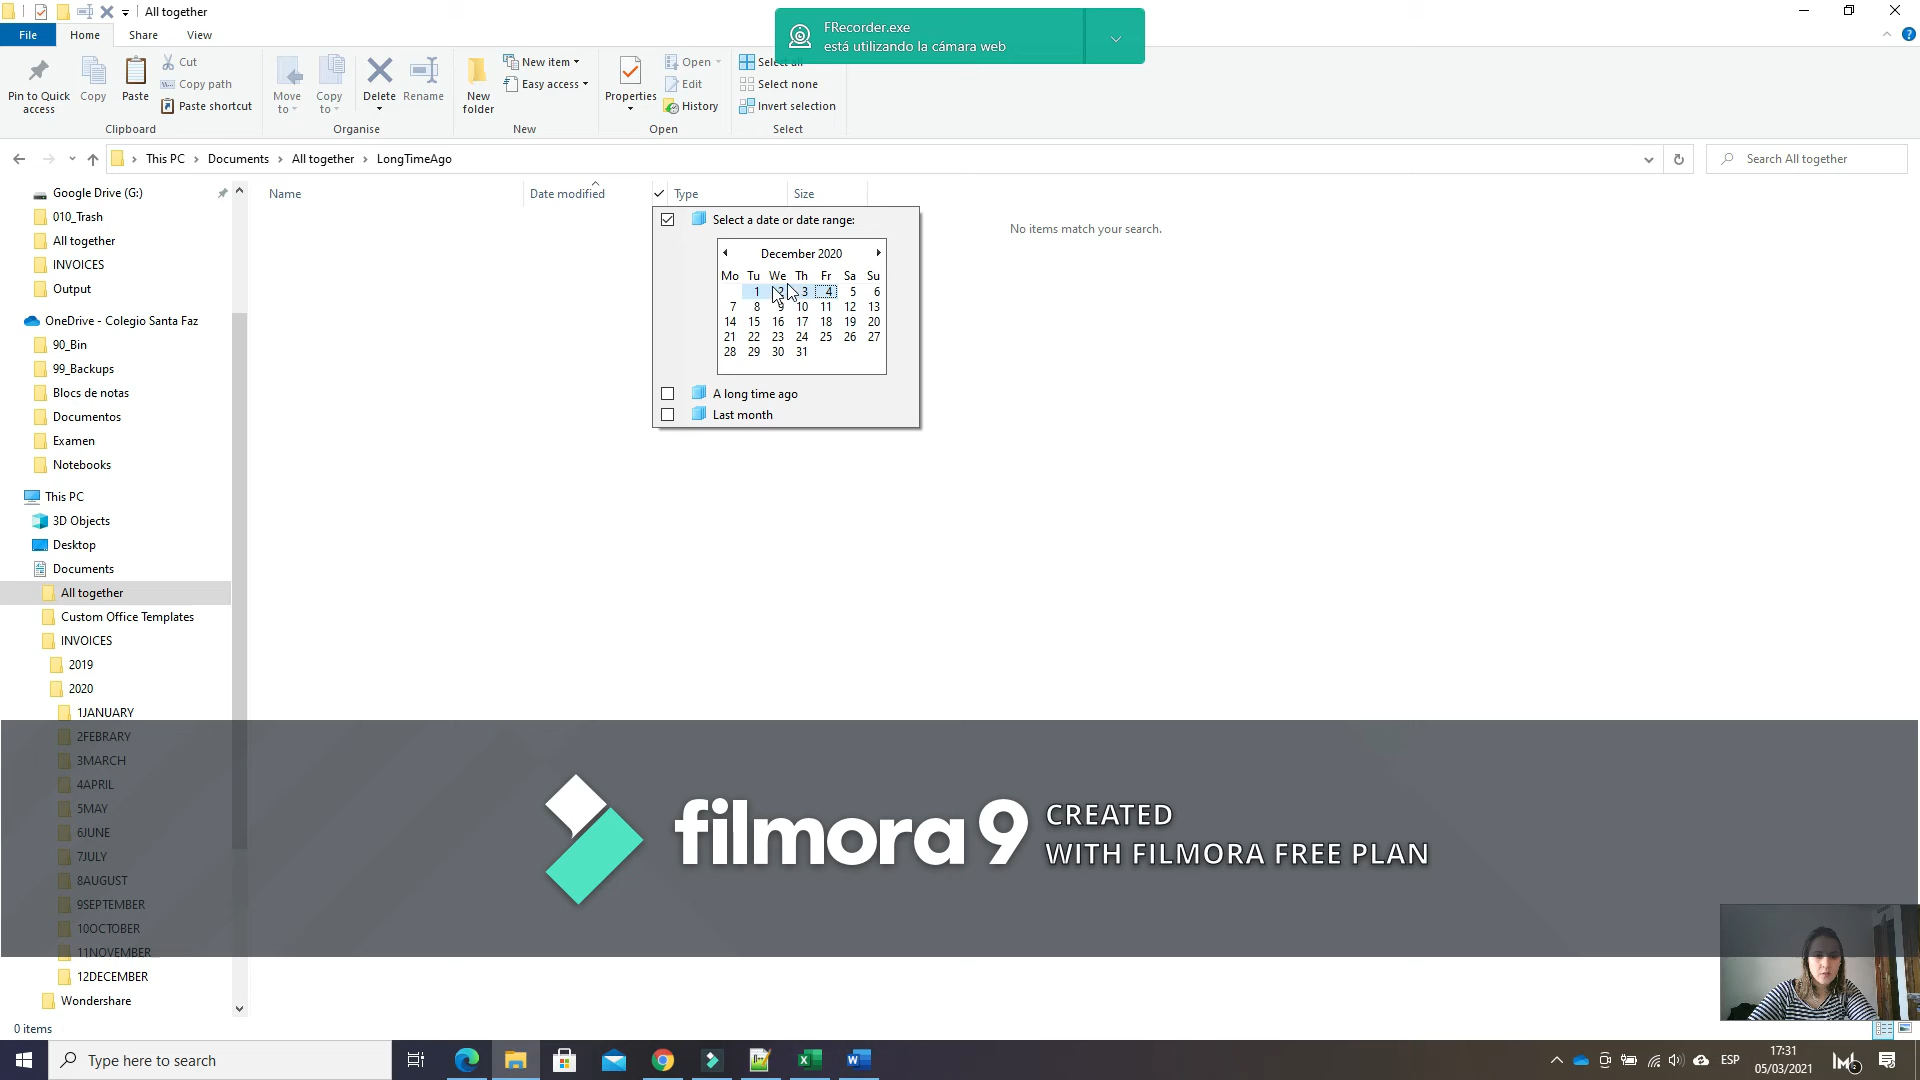 All together
FRecorder.exe
está utilizando la cámara web
File Home Share View
Pin to Quick access
Copy
Paste
Cut
Copy path
Paste shortcut
Clipboard
Move to
Copy to
Delete
Rename
Organise
New folder
New item
Easy access
New
Properties
Open
Edit
History
Open
Select all
Select none
Invert selection
Select
This PC › Documents › All together › LongTimeAgo
Search All together
Name Date modified Type Size
No items match your search.
Select a date or date range:
December 2020
Mo Tu We Th Fr Sa Su
1 2 3 4 5 6
7 8 9 10 11 12 13
14 15 16 17 18 19 20
21 22 23 24 25 26 27
28 29 30 31
A long time ago
Last month
Google Drive (G:)
010_Trash
All together
INVOICES
Output
OneDrive - Colegio Santa Faz
90_Bin
99_Backups
Blocs de notas
Documentos
Examen
Notebooks
This PC
3D Objects
Desktop
Documents
All together
Custom Office Templates
INVOICES
2019
2020
1JANUARY
2FEBRARY
3MARCH
4APRIL
5MAY
6JUNE
7JULY
8AUGUST
9SEPTEMBER
10OCTOBER
11NOVEMBER
12DECEMBER
Wondershare
filmora 9
CREATED
WITH FILMORA FREE PLAN
0 items
Type here to search
ESP
17:31
05/03/2021